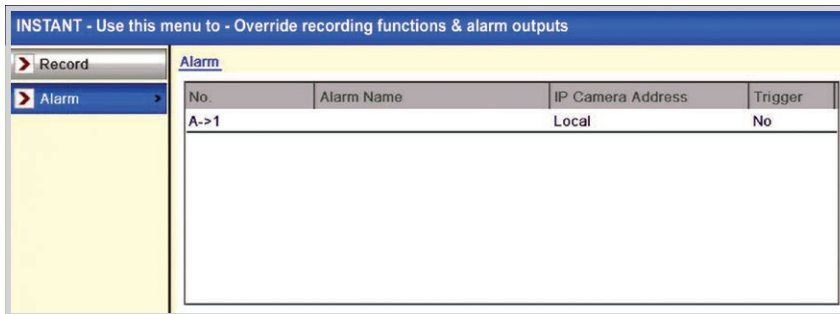 INSTANT - Use this menu to - Override recording functions & alarm outputs
Record
Alarm
Alarm
No. Alarm Name IP Camera Address Trigger
A->1 Local No